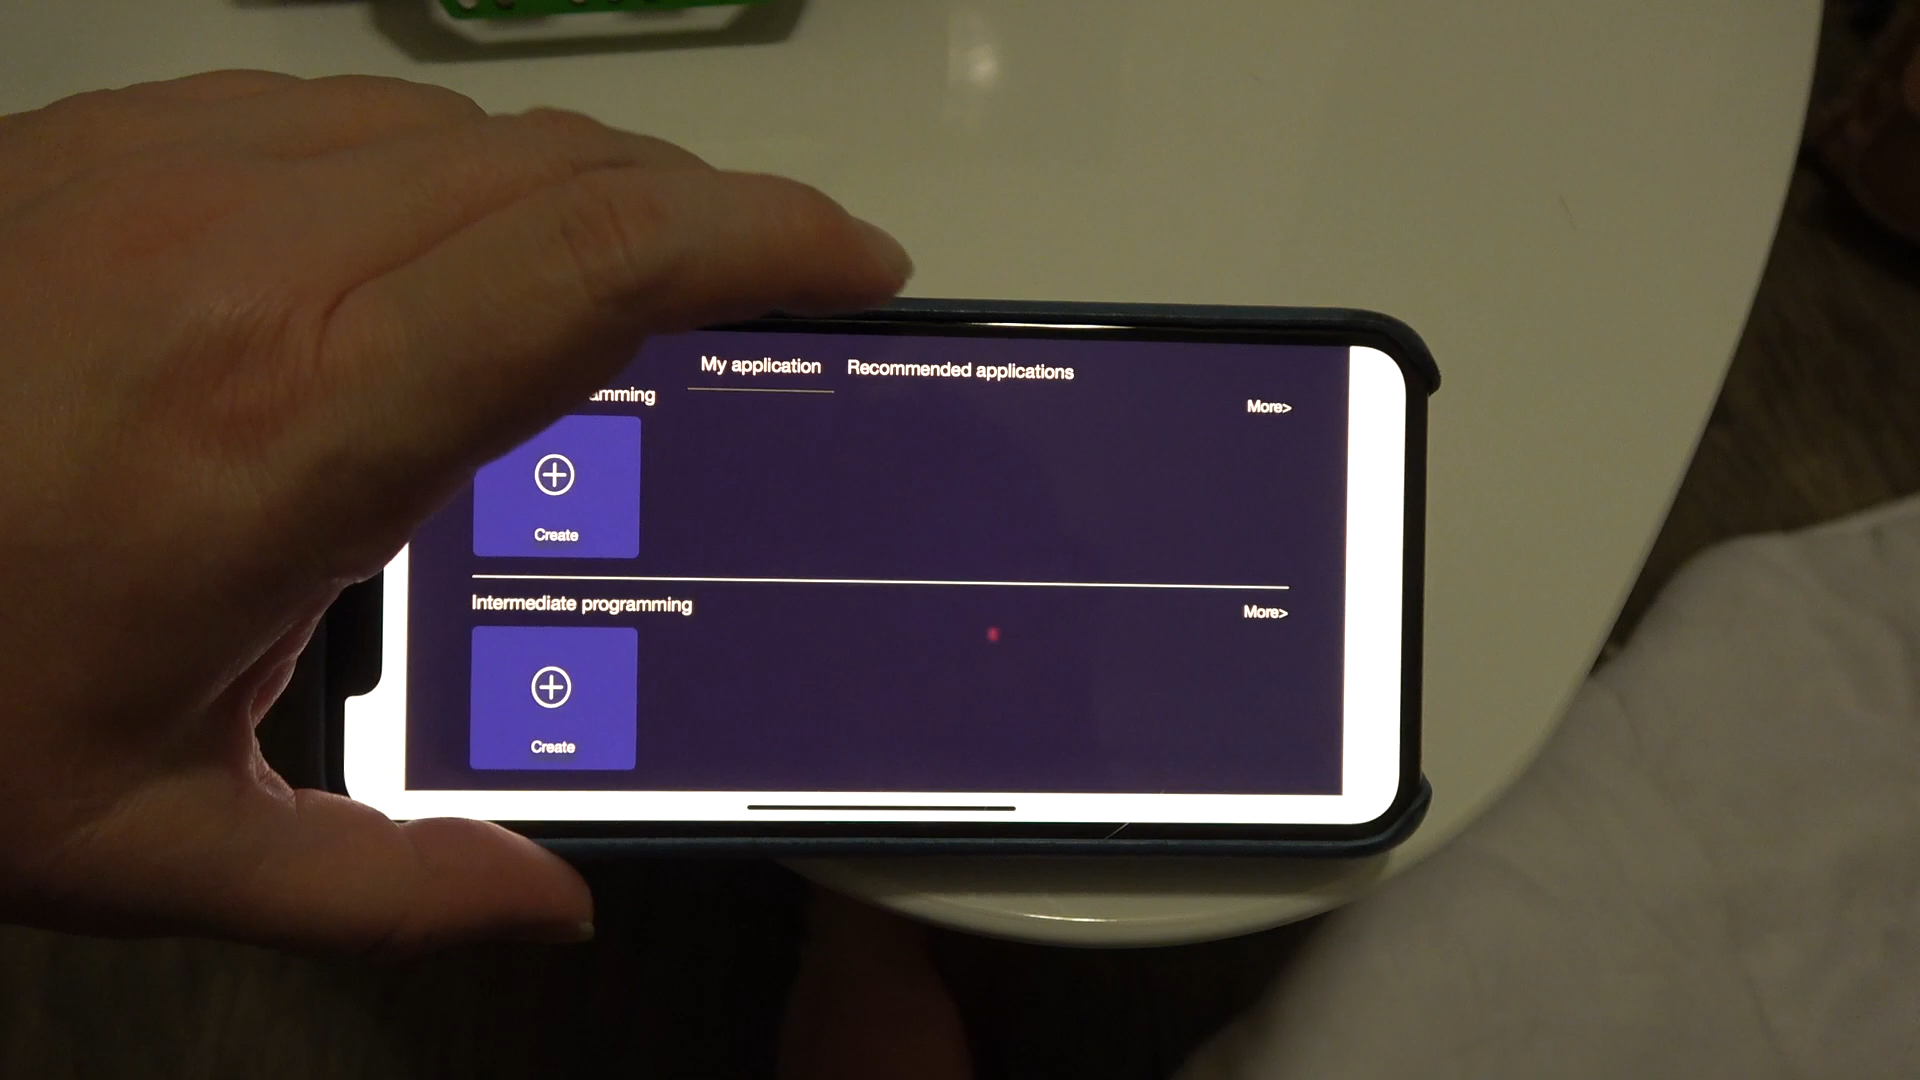 My application Recommended applications
amming More>
Create
Intermediate programming More>
Create